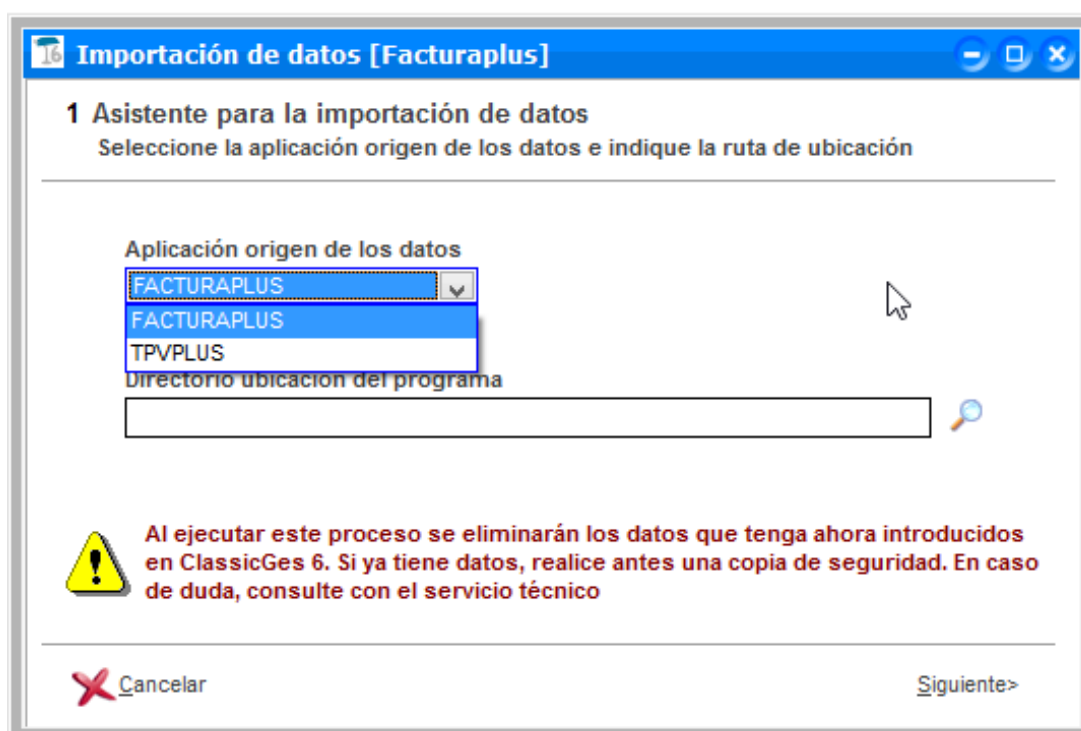 Importación de datos [Facturaplus]
1 Asistente para la importación de datos
Seleccione la aplicación origen de los datos e indique la ruta de ubicación
Aplicación origen de los datos
FACTURAPLUS
FACTURAPLUS
TPVPLUS
Directorio ubicación del programa
Al ejecutar este proceso se eliminarán los datos que tenga ahora introducidos
en ClassicGes 6. Si ya tiene datos, realice antes una copia de seguridad. En caso
de duda, consulte con el servicio técnico
Cancelar
Siguiente>